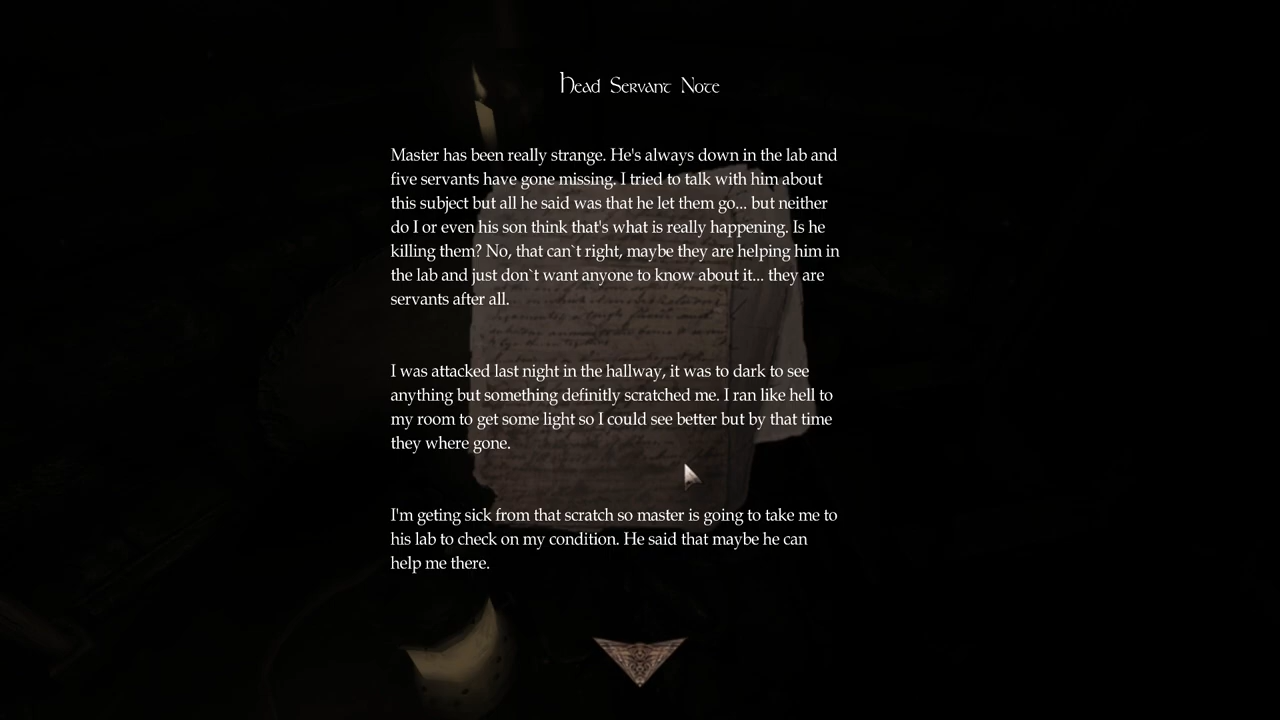 Head Servant Note
Master has been really strange. He's always down in the lab and
five servants have gone missing. I tried to talk with him about
this subject but all he said was that he let them go... but neither
do I or even his son think that's what is really happening. Is he
killing them? No, that can`t right, maybe they are helping him in
the lab and just don`t want anyone to know about it... they are
servants after all.
I was attacked last night in the hallway, it was to dark to see
anything but something definitly scratched me. I ran like hell to
my room to get some light so I could see better but by that time
they where gone.
I'm geting sick from that scratch so master is going to take me to
his lab to check on my condition. He said that maybe he can
help me there.